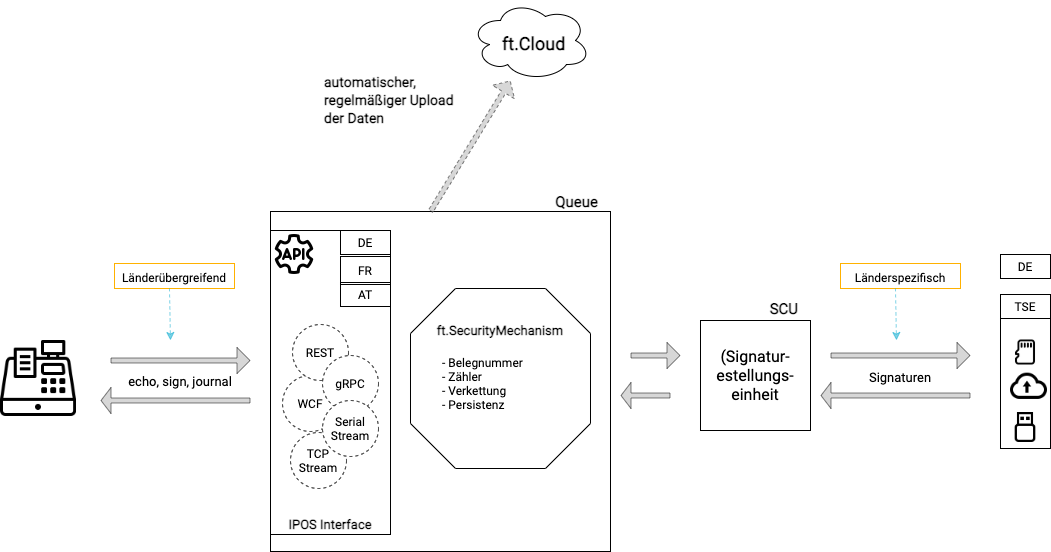 ft.Cloud
automatischer,
regelmäßiger Upload
der Daten
Queue
API
DE
FR
AT
Länderübergreifend
echo, sign, journal
REST
gRPC
WCF
Serial
Stream
TCP
Stream
IPOS Interface
ft.SecurityMechanism
- Belegnummer
- Zähler
- Verkettung
- Persistenz
SCU
(Signatur-
estellungs-
einheit
Länderspezifisch
Signaturen
DE
TSE